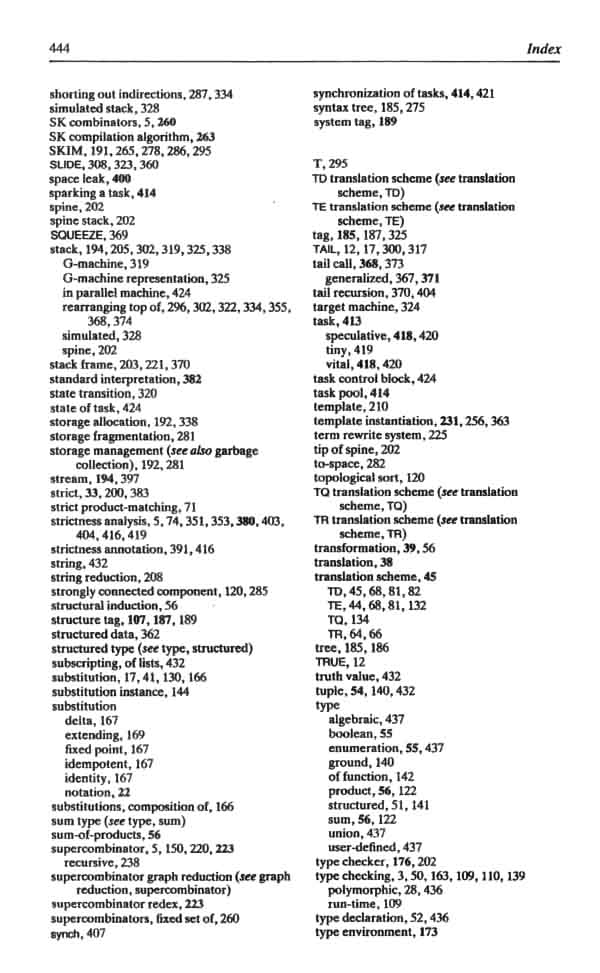 444
Index
shorting out indirections, 287, 334
simulated stack, 328
SK combinators, 5, 260
SK compilation algorithm, 263
SKIM, 191, 265, 278, 286, 295
SLIDE, 308, 323, 360
space leak, 400
sparking a task, 414
spine, 202
spine stack, 202
SQUEEZE, 369
stack, 194, 205, 302, 319, 325, 338
G-machine, 319
G-machine representation, 325
in parallel machine, 424
rearranging top of, 296, 302, 322, 334, 355,
368, 374
simulated, 328
spine, 202
stack frame, 203, 221, 370
standard interpretation, 382
state transition, 320
state of task, 424
storage allocation, 192, 338
storage fragmentation, 281
storage management (see also garbage
collection), 192, 281
stream, 194, 397
strict, 33, 200, 383
strict product-matching, 71
strictness analysis, 5, 74, 351, 353, 380, 403,
404, 416, 419
strictness annotation, 391, 416
string, 432
string reduction, 208
strongly connected component, 120, 285
structural induction, 56
structure tag, 107, 187, 189
structured data, 362
structured type (see type, structured)
subscripting, of lists, 432
substitution, 17, 41, 130, 166
substitution instance, 144
substitution
delta, 167
extending, 169
fixed point, 167
idempotent, 167
identity, 167
notation, 22
substitutions, composition of, 166
sum type (see type, sum)
sum-of-products, 56
supercombinator, 5, 150, 220, 223
recursive, 238
supercombinator graph reduction (see graph
reduction, supercombinator)
supercombinator redex, 223
supercombinators, fixed set of, 260
synch, 407
synchronization of tasks, 414, 421
syntax tree, 185, 275
system tag, 189
T, 295
TD translation scheme (see translation
scheme, TD)
TE translation scheme (see translation
scheme, TE)
tag, 185, 187, 325
TAIL, 12, 17, 300, 317
tail call, 368, 373
generalized, 367, 371
tail recursion, 370, 404
target machine, 324
task, 413
speculative, 418, 420
tiny, 419
vital, 418, 420
task control block, 424
task pool, 414
template, 210
template instantiation, 231, 256, 363
term rewrite system, 225
tip of spine, 202
to-space, 282
topological sort, 120
TQ translation scheme (see translation
scheme, TQ)
TR translation scheme (see translation
scheme, TR)
transformation, 39, 56
translation, 38
translation scheme, 45
TD, 45, 68, 81, 82
TE, 44, 68, 81, 132
TQ, 134
TR, 64, 66
tree, 185, 186
TRUE, 12
truth value, 432
tuple, 54, 140, 432
type
algebraic, 437
boolean, 55
enumeration, 55, 437
ground, 140
of function, 142
product, 56, 122
structured, 51, 141
sum, 56, 122
union, 437
user-defined, 437
type checker, 176, 202
type checking, 3, 50, 163, 109, 110, 139
polymorphic, 28, 436
run-time, 109
type declaration, 52, 436
type environment, 173